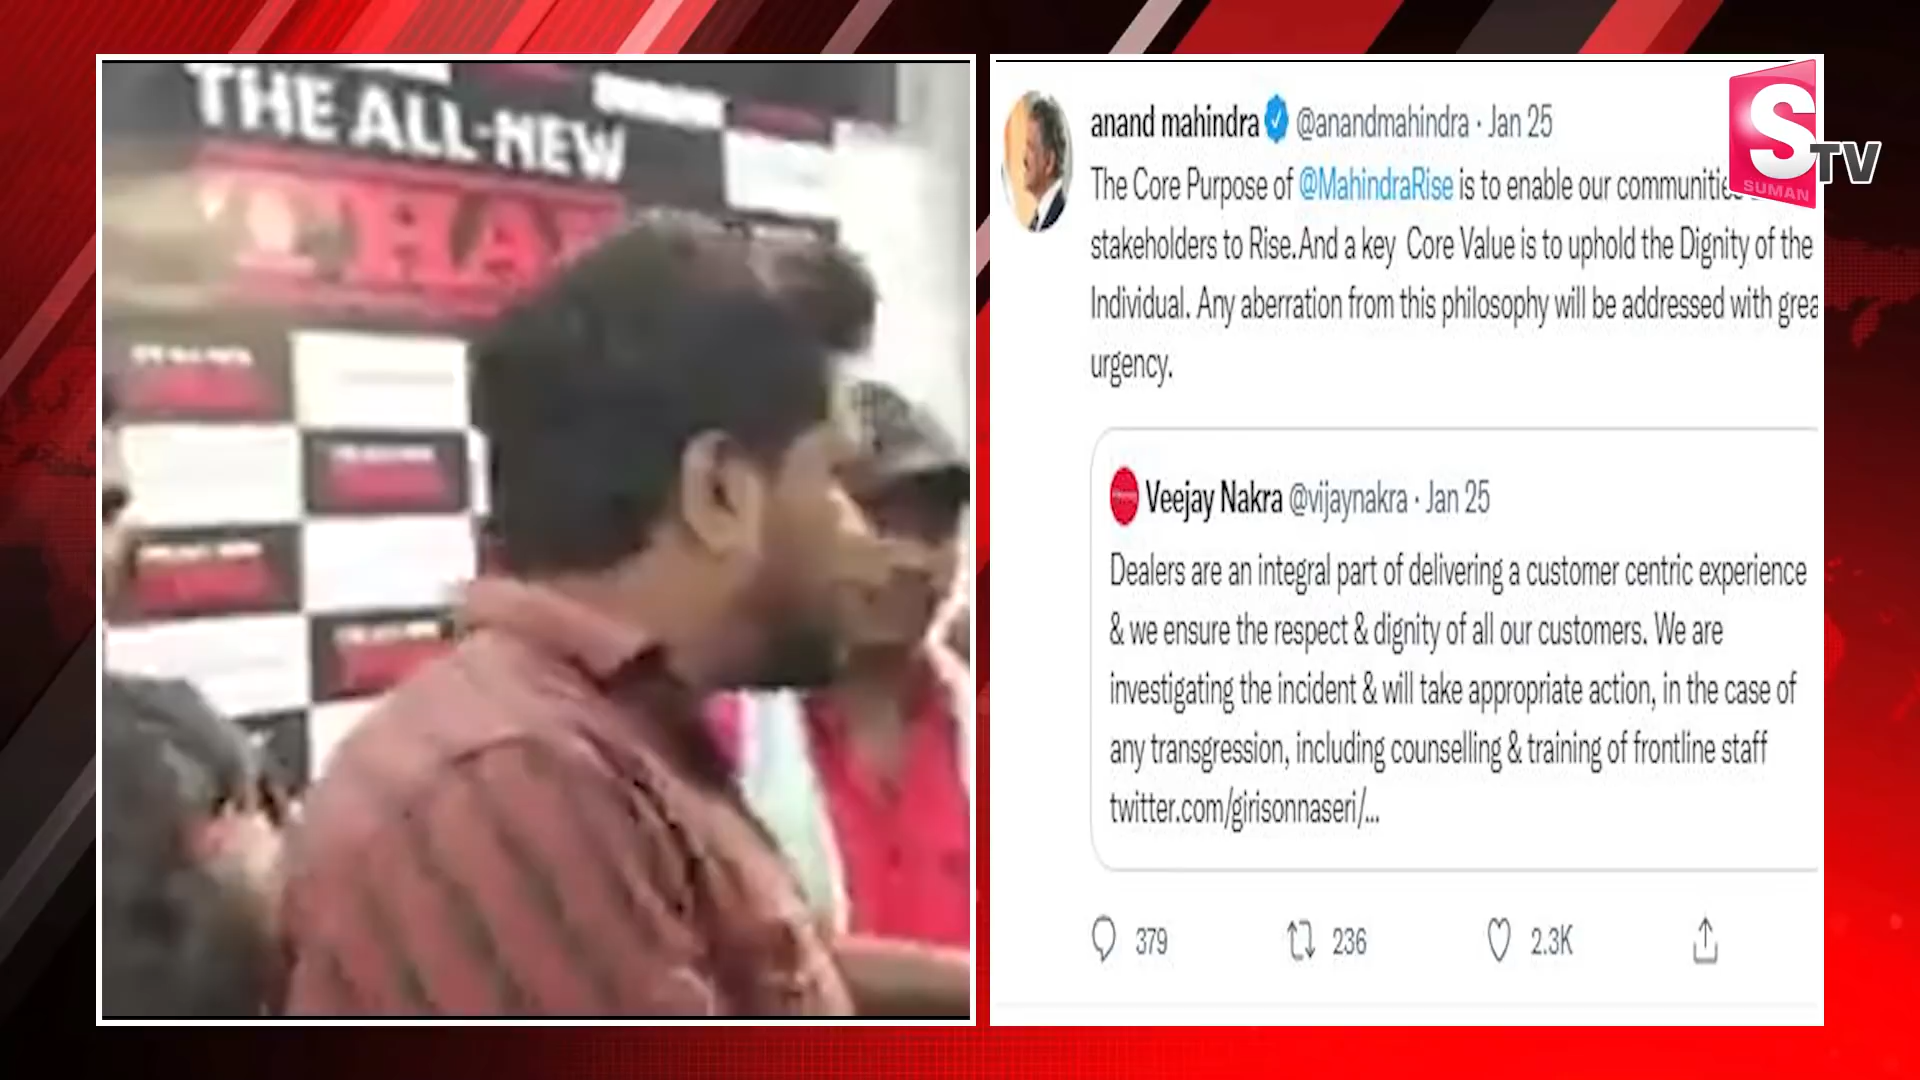 THE ALL-NEW
THA
anand mahindra @anandmahindra · Jan 25
The Core Purpose of @MahindraRise is to enable our
stakeholders to Rise.And a key Core Value is to uphold the Dignity of the
Individual. Any aberration from this philosophy will be addressed with grea
urgency.
Veejay Nakra @vijaynakra · Jan 25
Dealers are an integral part of delivering a customer centric experience
& we ensure the respect & dignity of all our customers. We are
investigating the incident & will take appropriate action, in the case of
any transgression, including counselling & training of frontline staff
twitter.com/girisonnaseri/...
379 236 2.3K
S TV
SUMAN